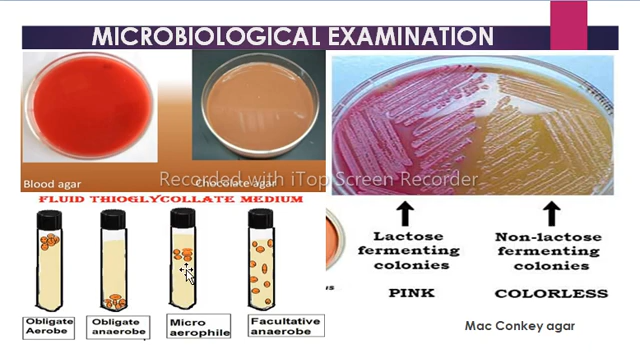 MICROBIOLOGICAL EXAMINATION
Blood agar
Chocolate agar
Recorded with iTop Screen Recorder
FLUID THIOGLYCOLLATE MEDIUM
Obligate
Aerobe
Obligate
anaerobe
Micro
aerophile
Facultative
anaerobe
Lactose
fermenting
colonies
PINK
Non-lactose
fermenting
colonies
COLORLESS
Mac Conkey agar